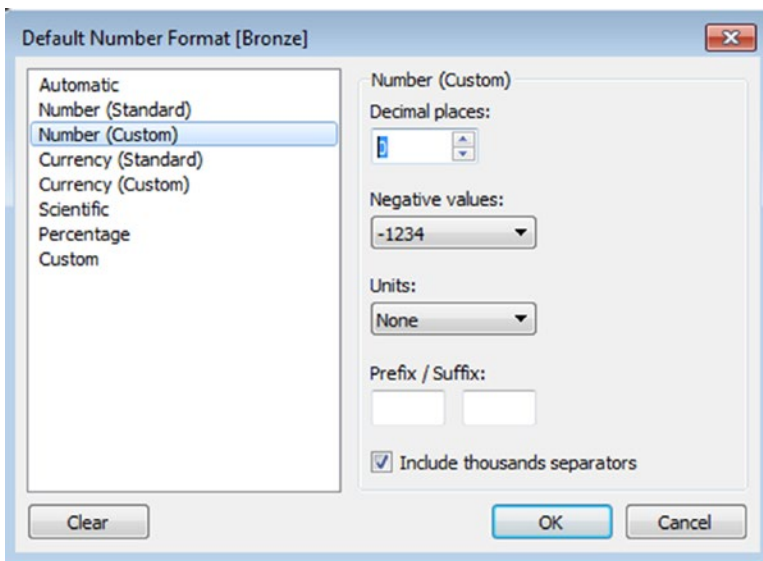 Default Number Format [Bronze]
Automatic
Number (Standard)
Number (Custom)
Currency (Standard)
Currency (Custom)
Scientific
Percentage
Custom
Number (Custom)
Decimal places:
0
Negative values:
-1234
Units:
None
Prefix / Suffix:
Include thousands separators
Clear
OK
Cancel